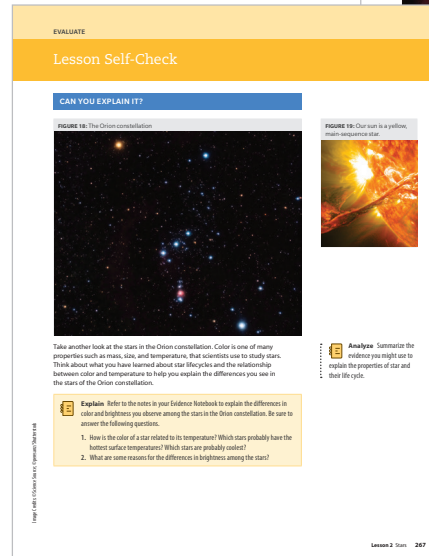 EVALUATE
Lesson Self-Check
CAN YOU EXPLAIN IT?
FIGURE 18: The Orion constellation
FIGURE 19: Our sun is a yellow,
main-sequence star.
Take another look at the stars in the Orion constellation. Color is one of many
properties such as mass, size, and temperature, that scientists use to study stars.
Think about what you have learned about star lifecycles and the relationship
between color and temperature to help you explain the differences you see in
the stars of the Orion constellation.
Analyze Summarize the
evidence you might use to
explain the properties of star and
their life cycle.
Explain Refer to the notes in your Evidence Notebook to explain the differences in
color and brightness you observe among the stars in the Orion constellation. Be sure to
answer the following questions.
1. How is the color of a star related to its temperature? Which stars probably have the
hottest surface temperatures? Which stars are probably coolest?
2. What are some reasons for the differences in brightness among the stars?
Lesson 2 Stars 267